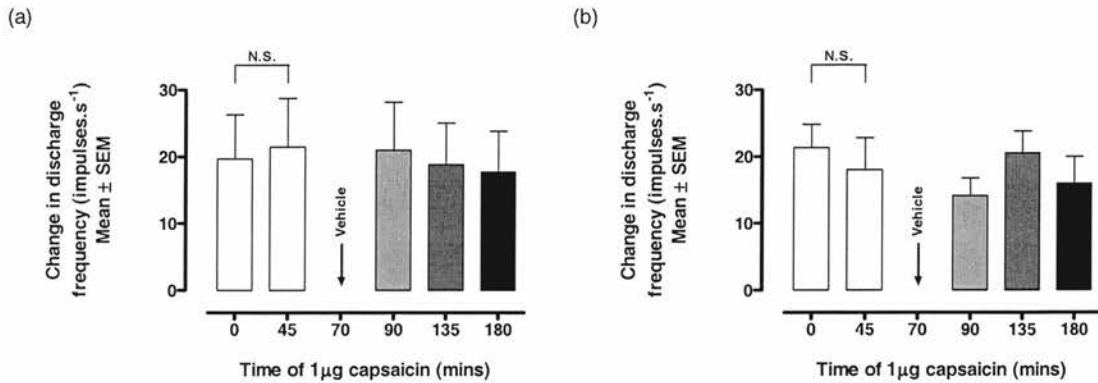 (a)
N.S.
Change in discharge
frequency (impulses.s⁻¹)
Mean ± SEM
30
20
10
0
Vehicle
0 45 70 90 135 180
Time of 1µg capsaicin (mins)
(b)
N.S.
Change in discharge
frequency (impulses.s⁻¹)
Mean ± SEM
30
20
10
0
Vehicle
0 45 70 90 135 180
Time of 1µg capsaicin (mins)